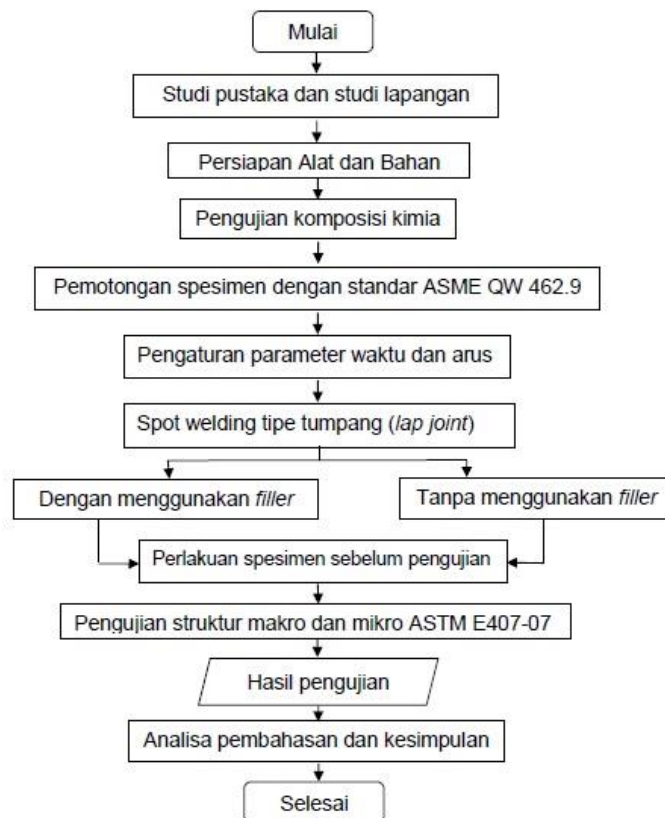 Mulai
Studi pustaka dan studi lapangan
Persiapan Alat dan Bahan
Pengujian komposisi kimia
Pemotongan spesimen dengan standar ASME QW 462.9
Pengaturan parameter waktu dan arus
Spot welding tipe tumpang (lap joint)
Dengan menggunakan filler
Tanpa menggunakan filler
Perlakuan spesimen sebelum pengujian
Pengujian struktur makro dan mikro ASTM E407-07
Hasil pengujian
Analisa pembahasan dan kesimpulan
Selesai